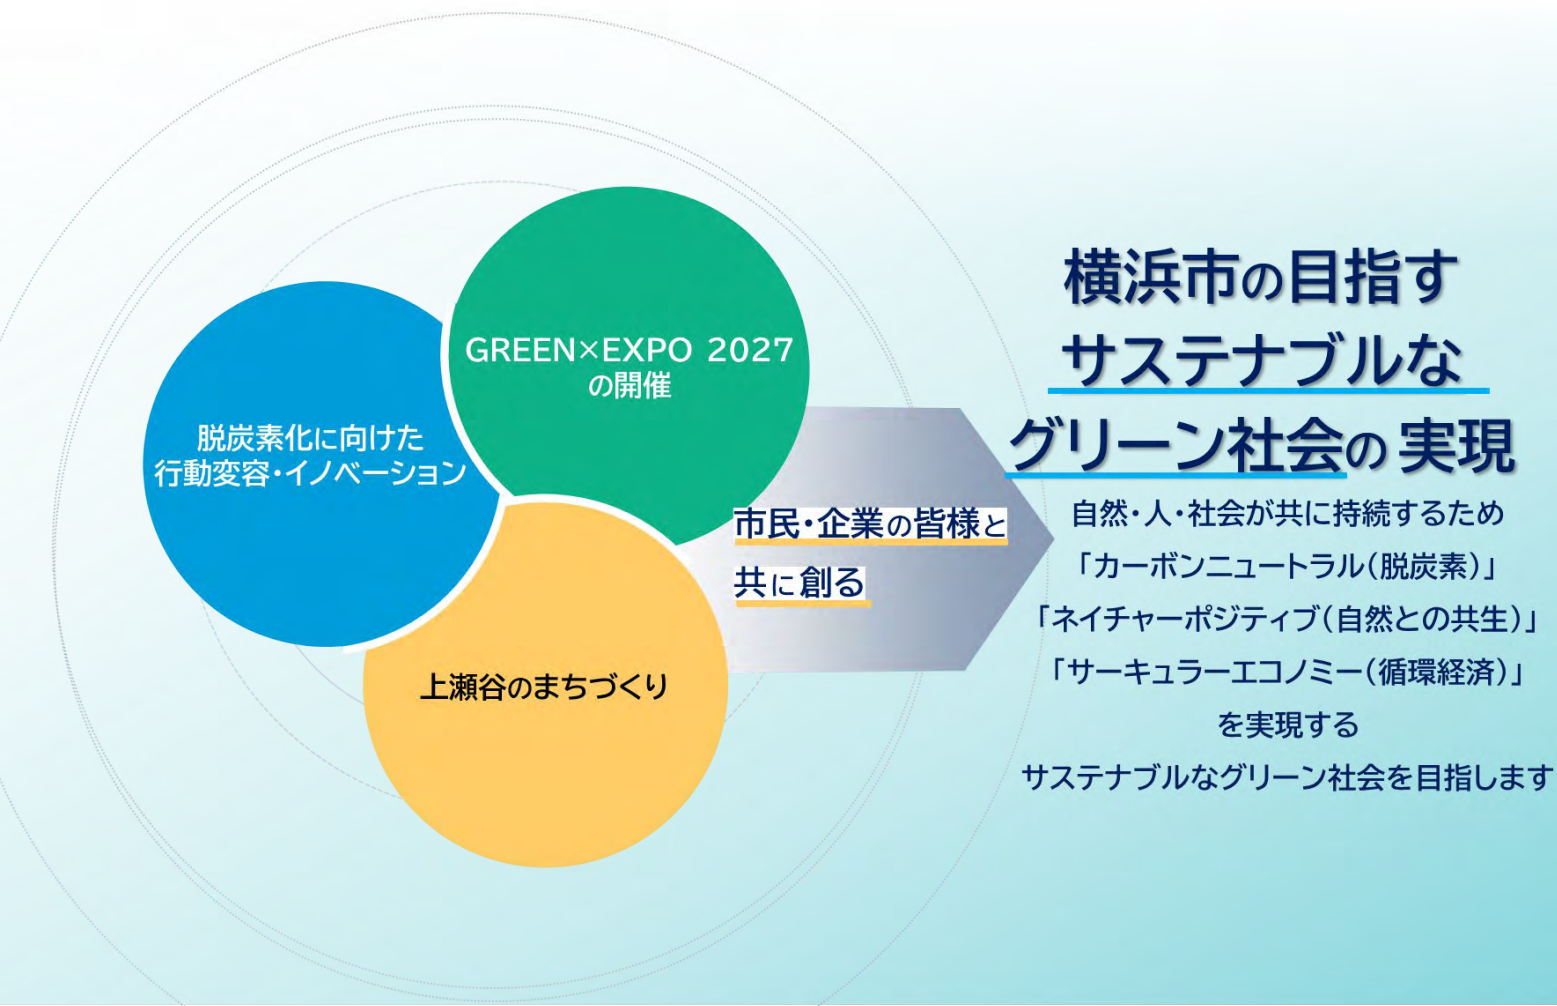 GREEN×EXPO 2027
の開催
脱炭素化に向けた
行動変容・イノベーション
上瀬谷のまちづくり
市民・企業の皆様と
共に創る
横浜市の目指す
サステナブルな
グリーン社会の実現
自然・人・社会が共に持続するため
「カーボンニュートラル(脱炭素)」
「ネイチャーポジティブ(自然との共生)」
「サーキュラーエコノミー(循環経済)」
を実現する
サステナブルなグリーン社会を目指します